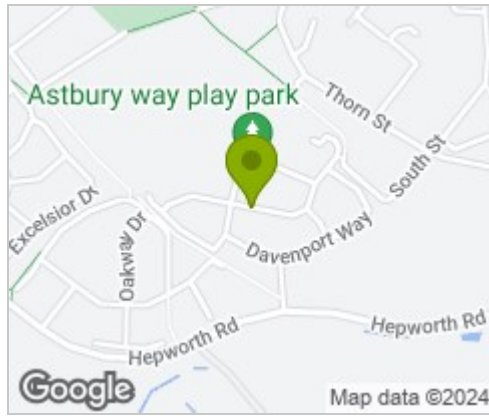 Astbury way play park
Thorn St
South St
Excelsior Dr
Oakway Dr
Davenport Way
Hepworth Rd
Hepworth Rd
Google
Map data ©2024